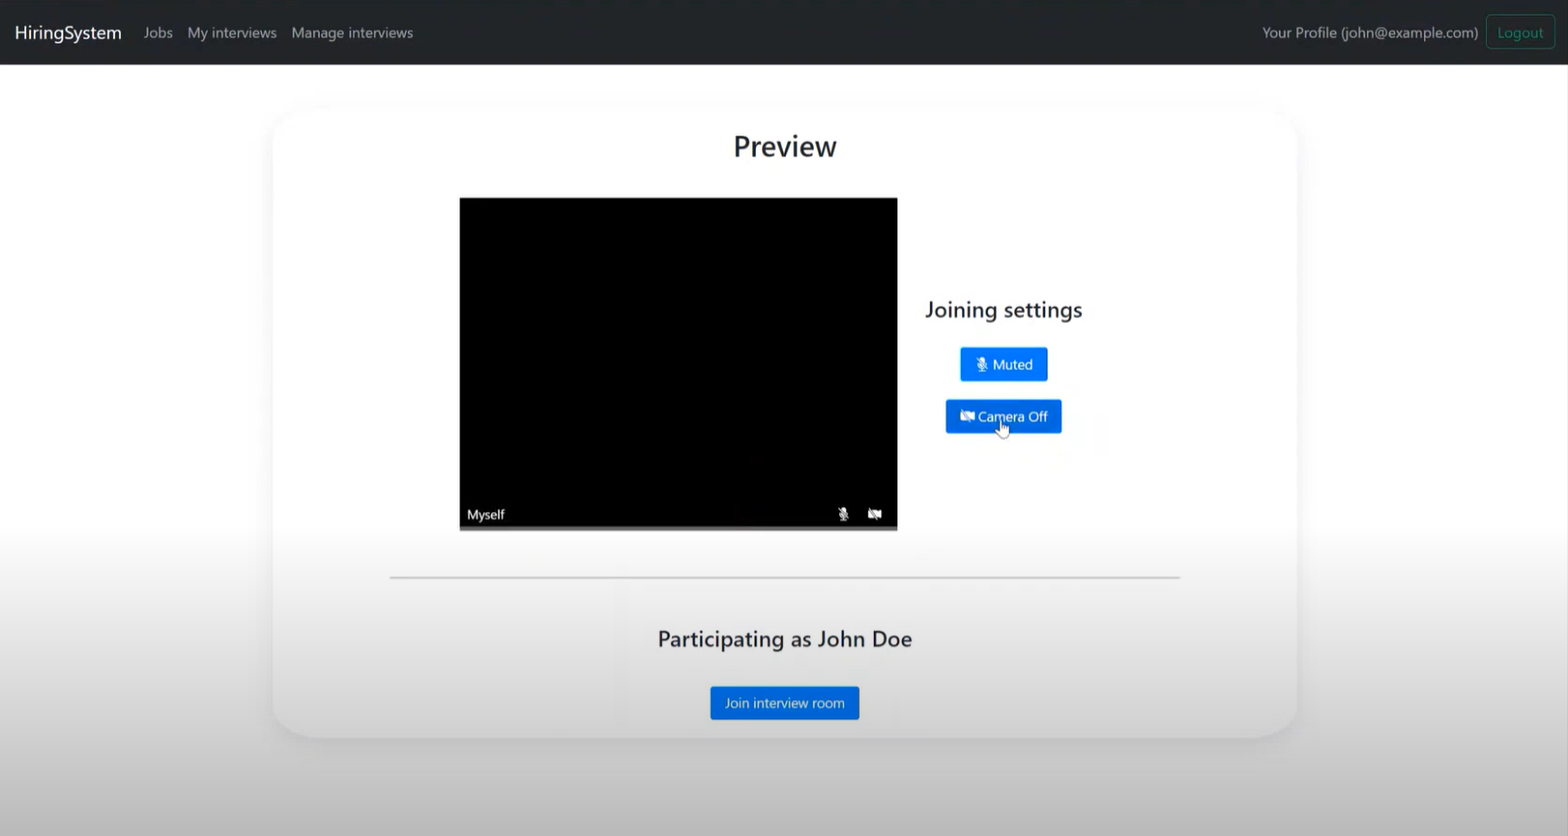 HiringSystem Jobs My interviews Manage interviews Your Profile (john@example.com) Logout
Preview
Joining settings
Muted
Camera Off
Myself
Participating as John Doe
Join interview room